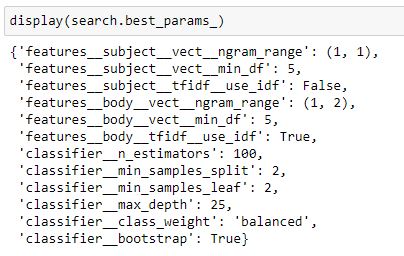 display(search.best_params_)
{'features__subject__vect__ngram_range': (1, 1),
'features__subject__vect__min_df': 5,
'features__subject__tfidf__use_idf': False,
'features__body__vect__ngram_range': (1, 2),
'features__body__vect__min_df': 5,
'features__body__tfidf__use_idf': True,
'classifier__n_estimators': 100,
'classifier__min_samples_split': 2,
'classifier__min_samples_leaf': 2,
'classifier__max_depth': 25,
'classifier__class_weight': 'balanced',
'classifier__bootstrap': True}